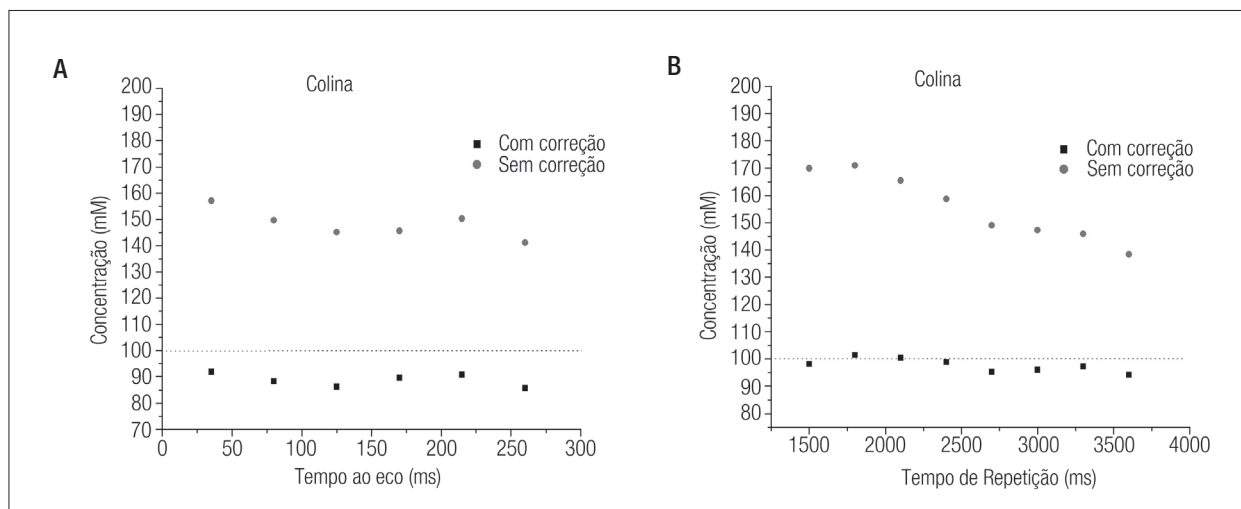 A
Colina
200
190
180
170
160
150
140
130
120
110
100
90
80
70
Concentração (mM)
Com correção
Sem correção
0 50 100 150 200 250 300
Tempo ao eco (ms)
B
Colina
200
190
180
170
160
150
140
130
120
110
100
90
80
Concentração (mM)
Com correção
Sem correção
1500 2000 2500 3000 3500 4000
Tempo de Repetição (ms)